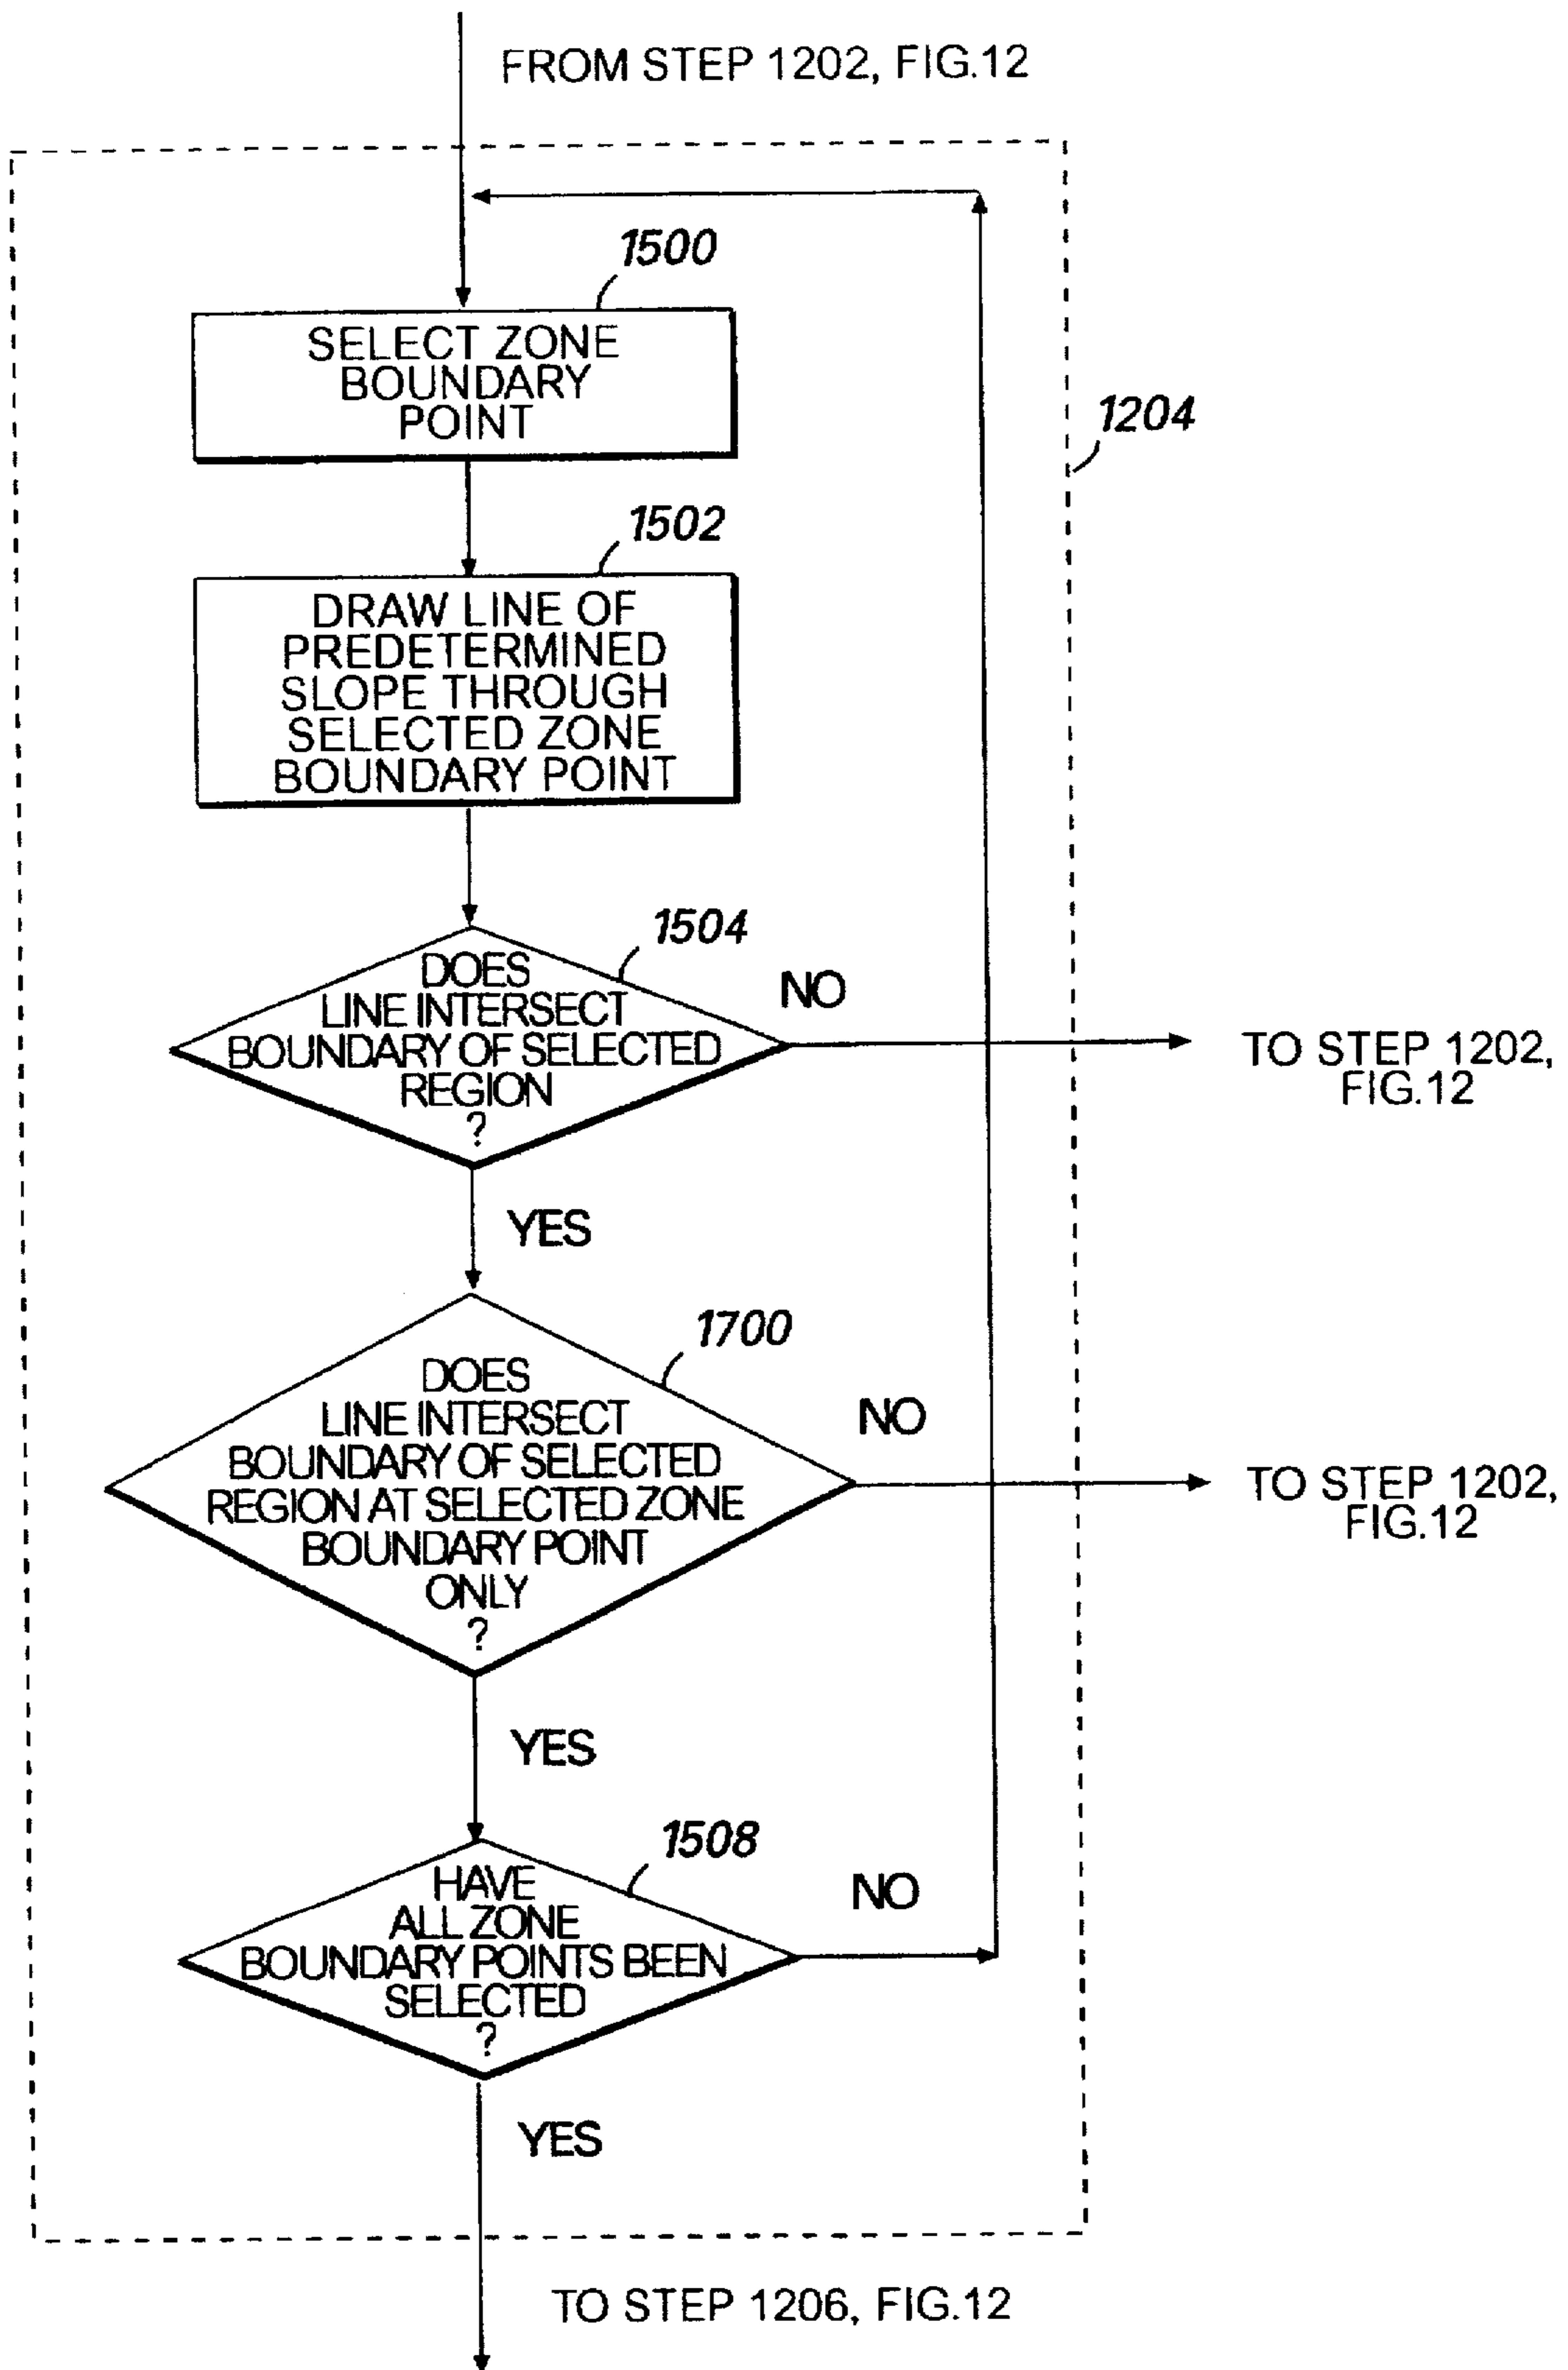 FROM STEP 1202, FIG.12
1500
SELECT ZONE
BOUNDARY
POINT
1204
1502
DRAW LINE OF
PREDETERMINED
SLOPE THROUGH
SELECTED ZONE
BOUNDARY POINT
1504
DOES
LINE INTERSECT
BOUNDARY OF SELECTED
REGION
?
NO
TO STEP 1202,
FIG.12
YES
1700
DOES
LINE INTERSECT
BOUNDARY OF SELECTED
REGION AT SELECTED ZONE
BOUNDARY POINT
ONLY
?
NO
TO STEP 1202,
FIG.12
YES
1508
HAVE
ALL ZONE
BOUNDARY POINTS BEEN
SELECTED
?
NO
YES
TO STEP 1206, FIG.12